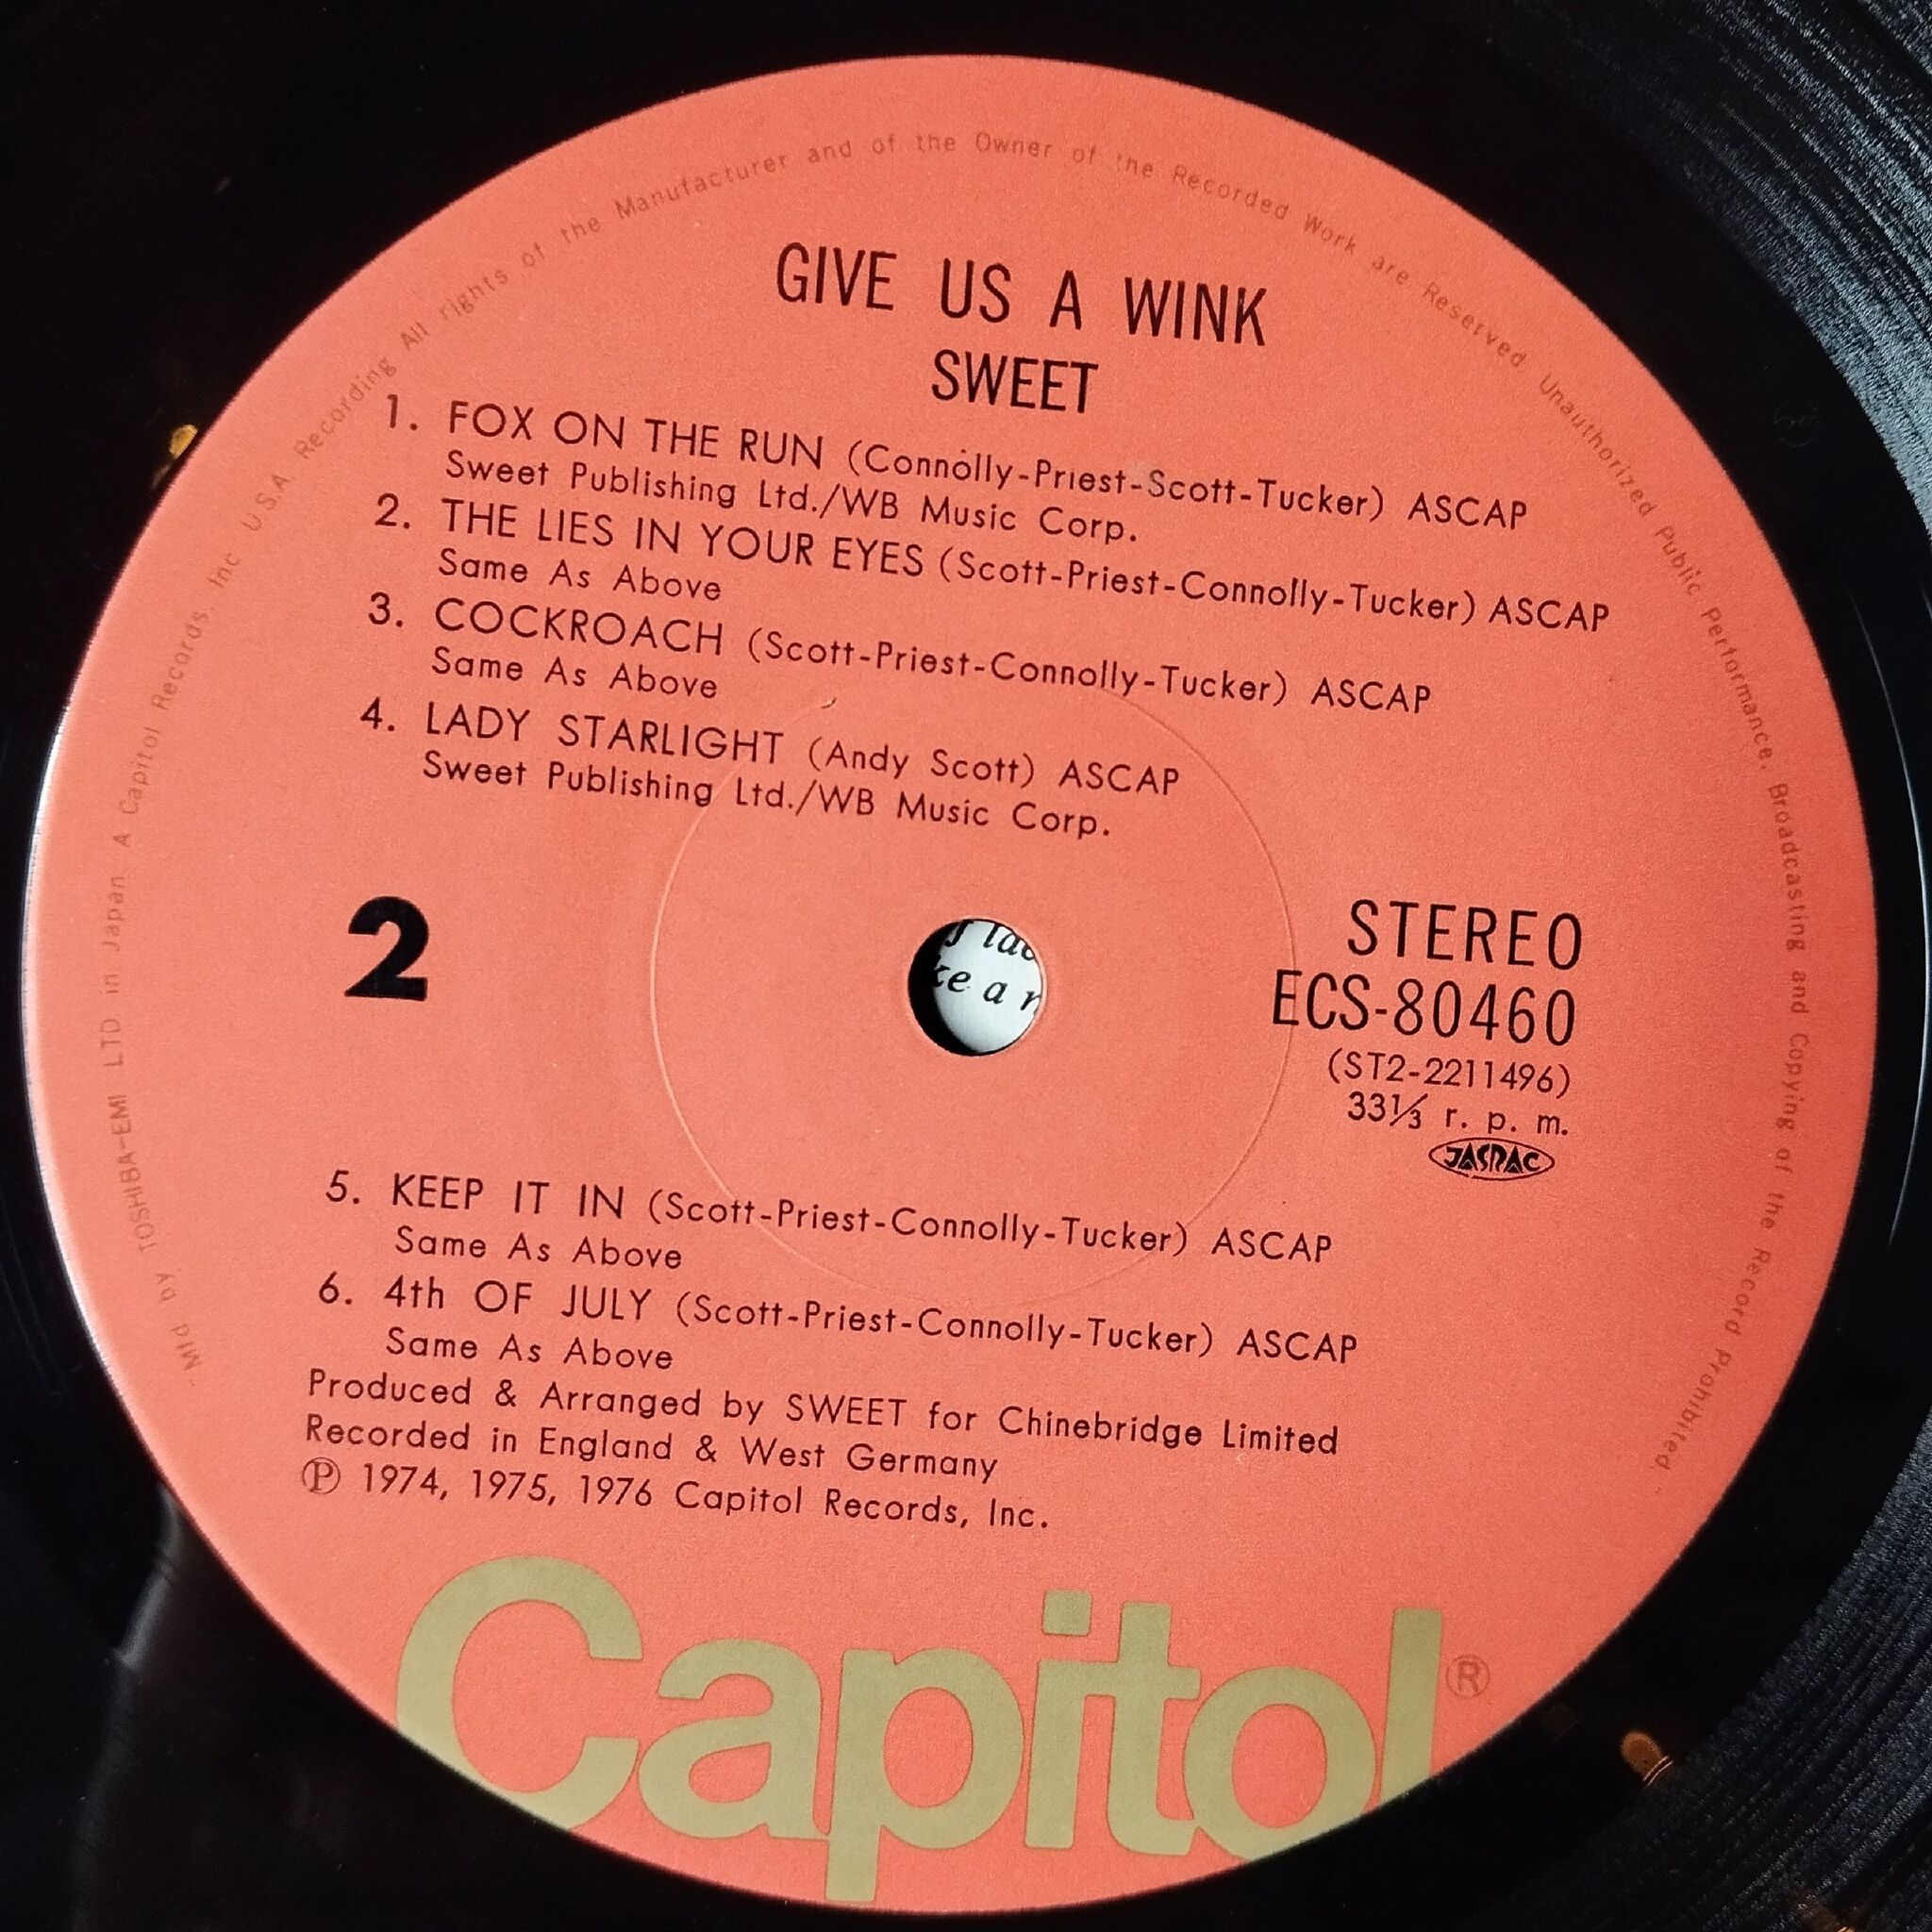 "Mfd by TOSHIBA-EMI LTD in Japan A Capitol Records, Inc U.S.A Recording All rights of the Manufacturer and of the Owner of the Recorded Work are Reserved Unauthorized Public Performance, Broadcasting and Copying of the Record Prohibited"
GIVE US A WINK
SWEET
1. FOX ON THE RUN (Connolly-Priest-Scott-Tucker) ASCAP
Sweet Publishing Ltd./WB Music Corp.
2. THE LIES IN YOUR EYES (Scott-Priest-Connolly-Tucker) ASCAP
Same As Above
3. COCKROACH (Scott-Priest-Connolly-Tucker) ASCAP
Same As Above
4. LADY STARLIGHT (Andy Scott) ASCAP
Sweet Publishing Ltd./WB Music Corp.
2
STEREO
ECS-80460
(ST2-2211496)
33⅓ r. p. m.
JASRAC
5. KEEP IT IN (Scott-Priest-Connolly-Tucker) ASCAP
Same As Above
6. 4th OF JULY (Scott-Priest-Connolly-Tucker) ASCAP
Same As Above
Produced & Arranged by SWEET for Chinebridge Limited
Recorded in England & West Germany
℗ 1974, 1975, 1976 Capitol Records, Inc.
Capitol®